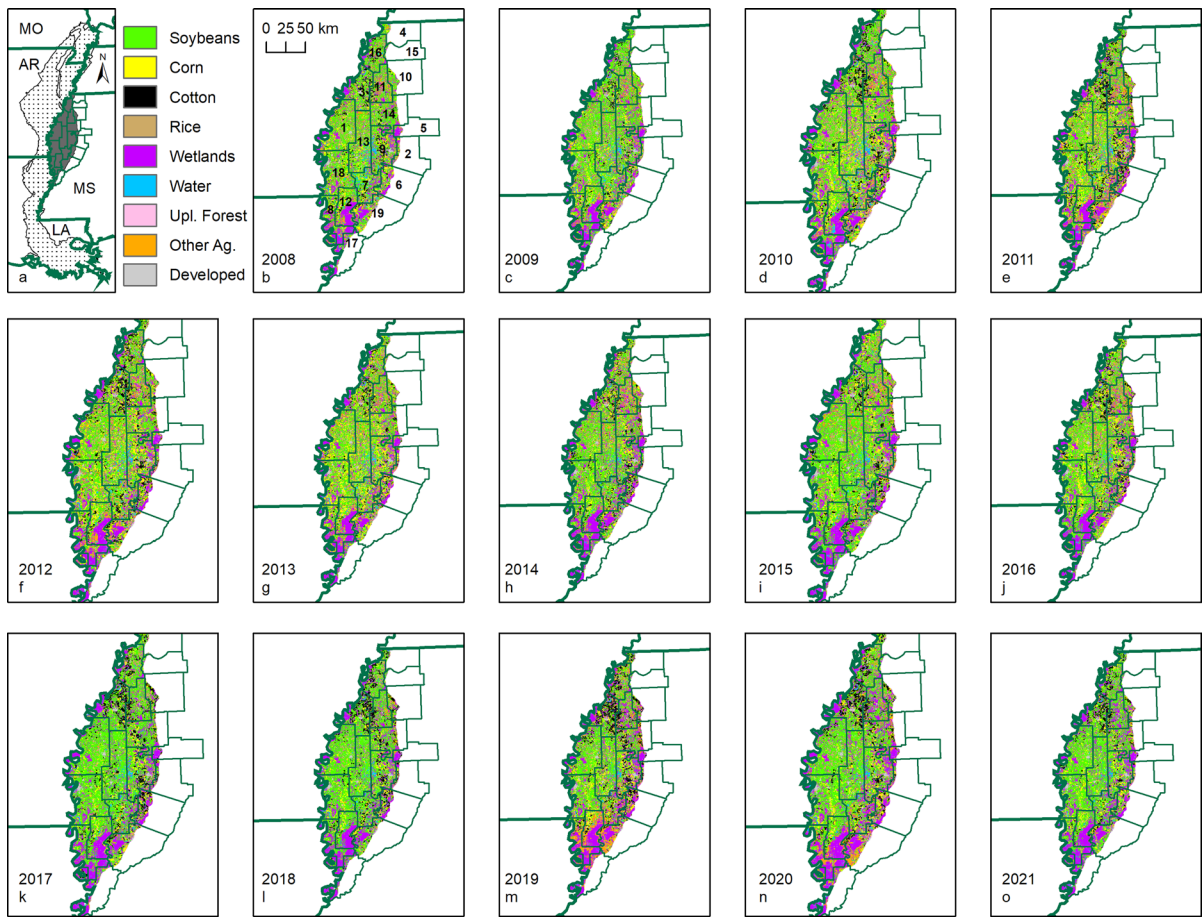 MO
AR
N
MS
LA
a
Soybeans
Corn
Cotton
Rice
Wetlands
Water
Upl. Forest
Other Ag.
Developed
0 25 50 km
4
16
15
10
3
11
14
1
5
13
9
2
18
7
6
12
8
19
17
2008
b
2009
c
2010
d
2011
e
2012
f
2013
g
2014
h
2015
i
2016
j
2017
k
2018
l
2019
m
2020
n
2021
o